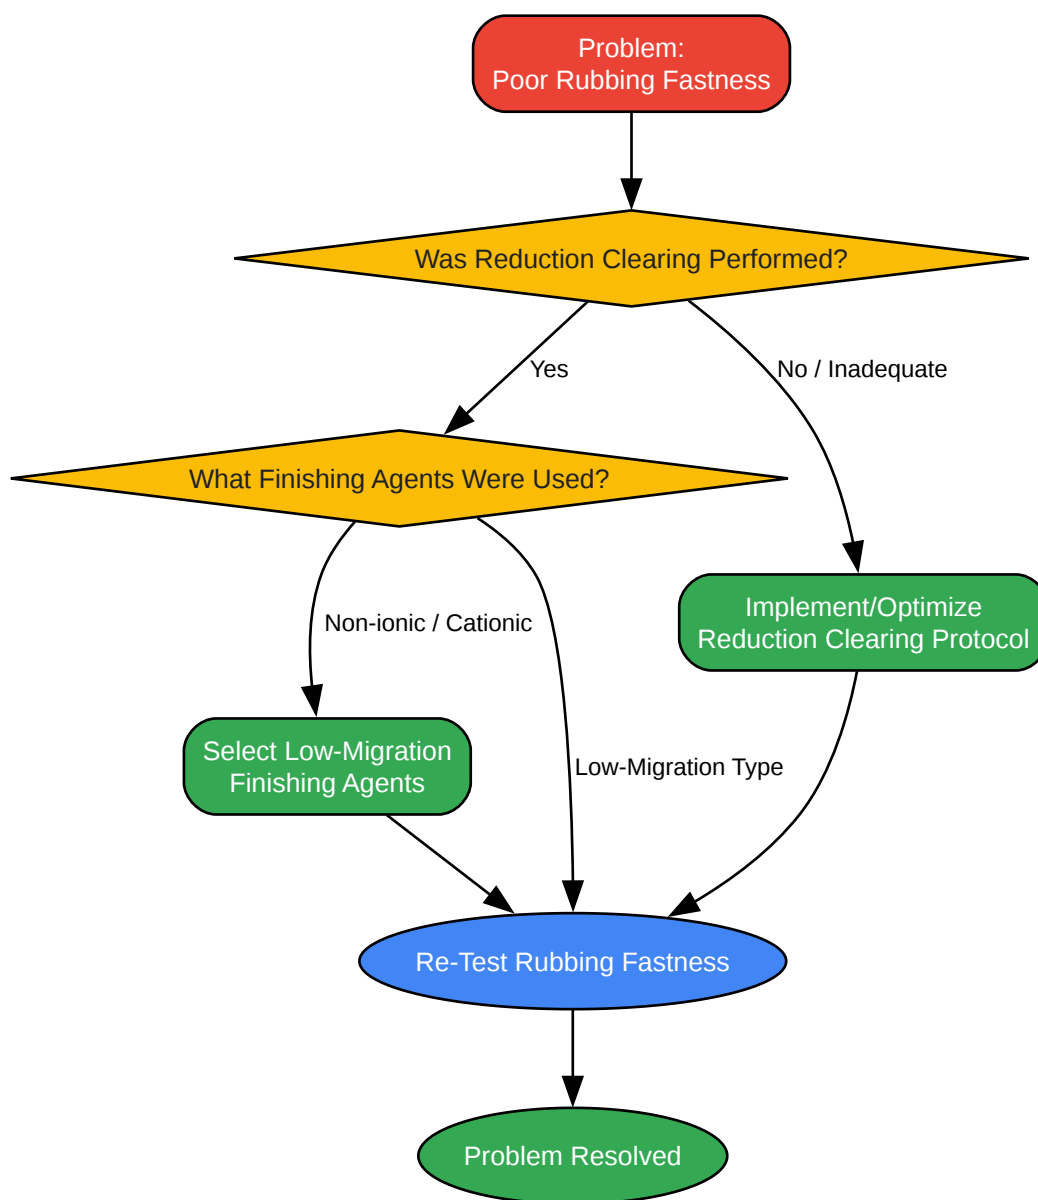 Problem:
Poor Rubbing Fastness
Was Reduction Clearing Performed?
Yes
No / Inadequate
What Finishing Agents Were Used?
Non-ionic / Cationic
Implement/Optimize
Reduction Clearing Protocol
Select Low-Migration
Finishing Agents
Low-Migration Type
Re-Test Rubbing Fastness
Problem Resolved